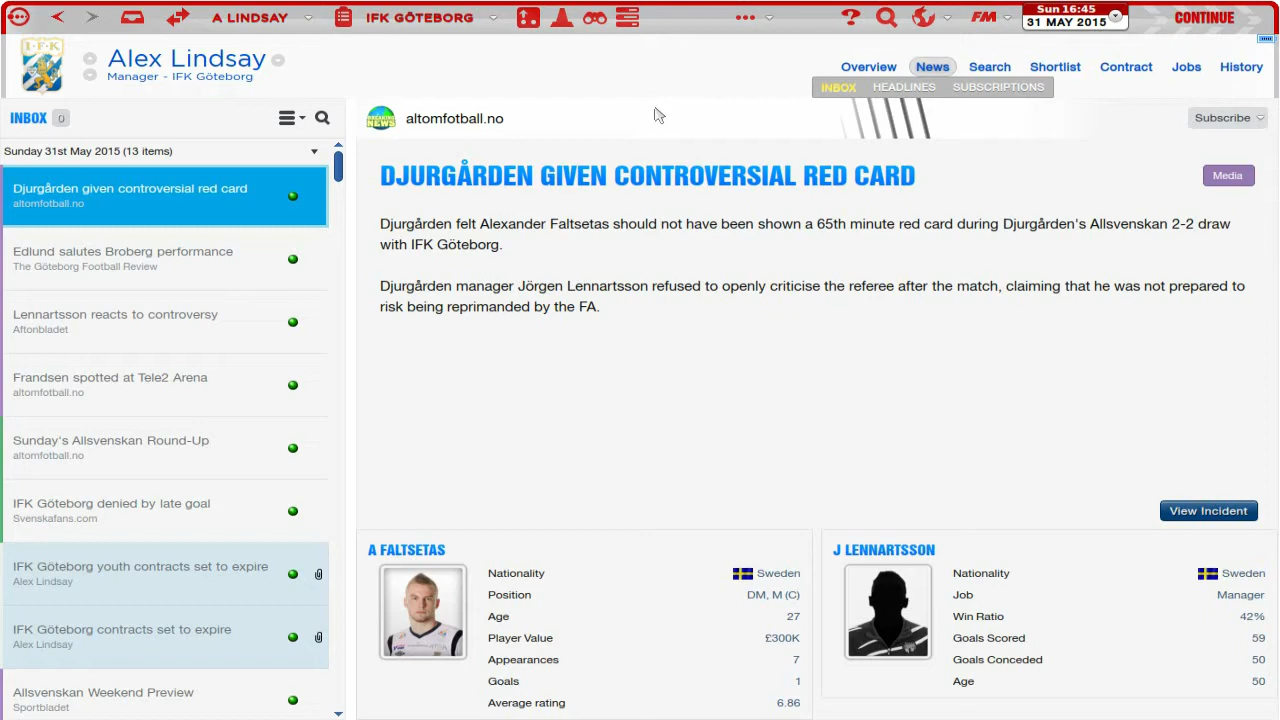 A LINDSAY
IFK GÖTEBORG
FM
Sun 16:45
31 MAY 2015
CONTINUE
I.F.K
Alex Lindsay
Manager - IFK Göteborg
Overview
News
Search
Shortlist
Contract
Jobs
History
INBOX
HEADLINES
SUBSCRIPTIONS
INBOX 0
Sunday 31st May 2015 (13 items)
Djurgården given controversial red card
altomfotball.no
Edlund salutes Broberg performance
The Göteborg Football Review
Lennartsson reacts to controversy
Aftonbladet
Frandsen spotted at Tele2 Arena
altomfotball.no
Sunday's Allsvenskan Round-Up
altomfotball.no
IFK Göteborg denied by late goal
Svenskafans.com
IFK Göteborg youth contracts set to expire
Alex Lindsay
IFK Göteborg contracts set to expire
Alex Lindsay
Allsvenskan Weekend Preview
Sportbladet
BREAKING NEWS
altomfotball.no
Subscribe
DJURGÅRDEN GIVEN CONTROVERSIAL RED CARD
Media
Djurgården felt Alexander Faltsetas should not have been shown a 65th minute red card during Djurgården's Allsvenskan 2-2 draw
with IFK Göteborg.
Djurgården manager Jörgen Lennartsson refused to openly criticise the referee after the match, claiming that he was not prepared to
risk being reprimanded by the FA.
View Incident
A FALTSETAS
Nationality Sweden
Position DM, M (C)
Age 27
Player Value £300K
Appearances 7
Goals 1
Average rating 6.86
J LENNARTSSON
Nationality Sweden
Job Manager
Win Ratio 42%
Goals Scored 59
Goals Conceded 50
Age 50